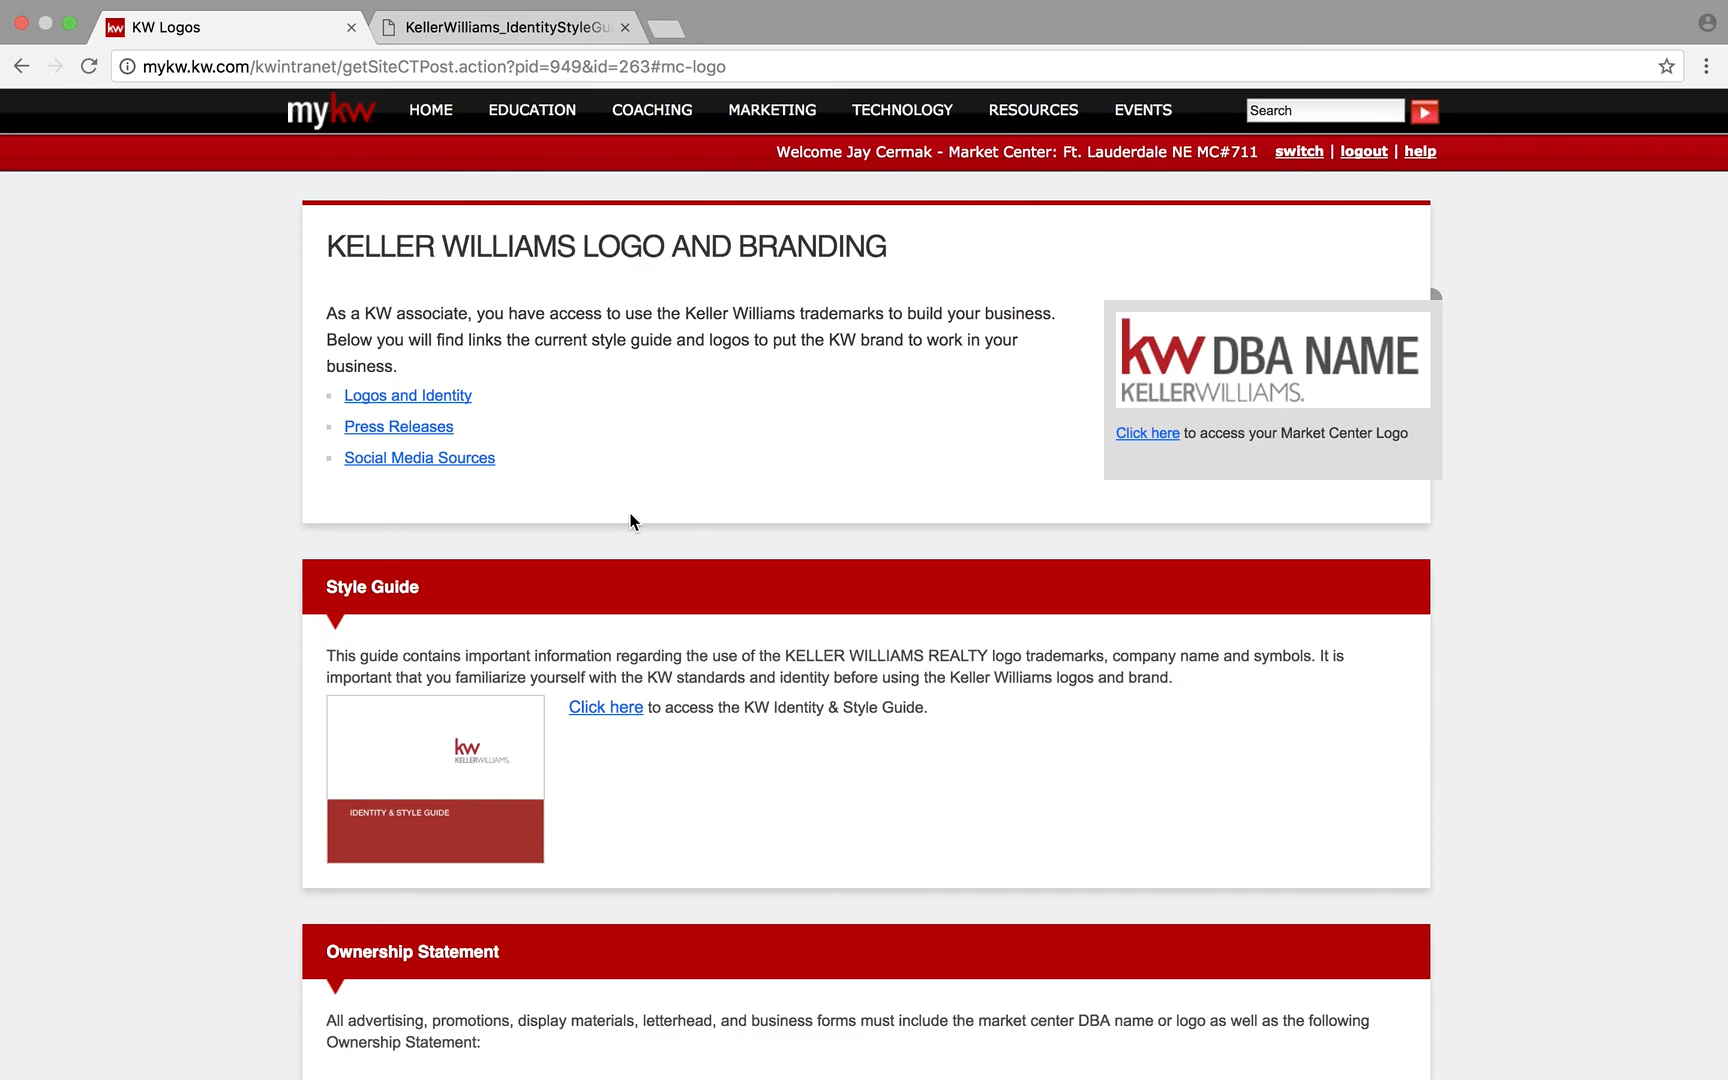 KW Logos
KellerWilliams_IdentityStyleGui
mykw.kw.com/kwintranet/getSiteCTPost.action?pid=949&id=263#mc-logo
mykw HOME EDUCATION COACHING MARKETING TECHNOLOGY RESOURCES EVENTS Search
Welcome Jay Cermak - Market Center: Ft. Lauderdale NE MC#711 switch | logout | help
KELLER WILLIAMS LOGO AND BRANDING
As a KW associate, you have access to use the Keller Williams trademarks to build your business.
Below you will find links the current style guide and logos to put the KW brand to work in your
business.
Logos and Identity
Press Releases
Social Media Sources
kw DBA NAME
KELLERWILLIAMS.
Click here to access your Market Center Logo
Style Guide
This guide contains important information regarding the use of the KELLER WILLIAMS REALTY logo trademarks, company name and symbols. It is
important that you familiarize yourself with the KW standards and identity before using the Keller Williams logos and brand.
kw
KELLERWILLIAMS.
IDENTITY & STYLE GUIDE
Click here to access the KW Identity & Style Guide.
Ownership Statement
All advertising, promotions, display materials, letterhead, and business forms must include the market center DBA name or logo as well as the following
Ownership Statement: